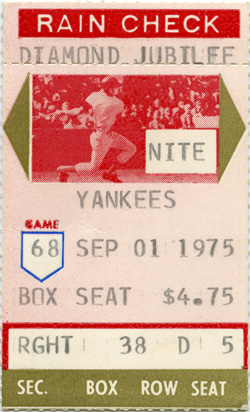 RAIN CHECK
DIAMOND JUBILEE
NITE
YANKEES
GAME
68 SEP 01 1975
BOX SEAT $4.75
RGHT 38 D 5
SEC. BOX ROW SEAT